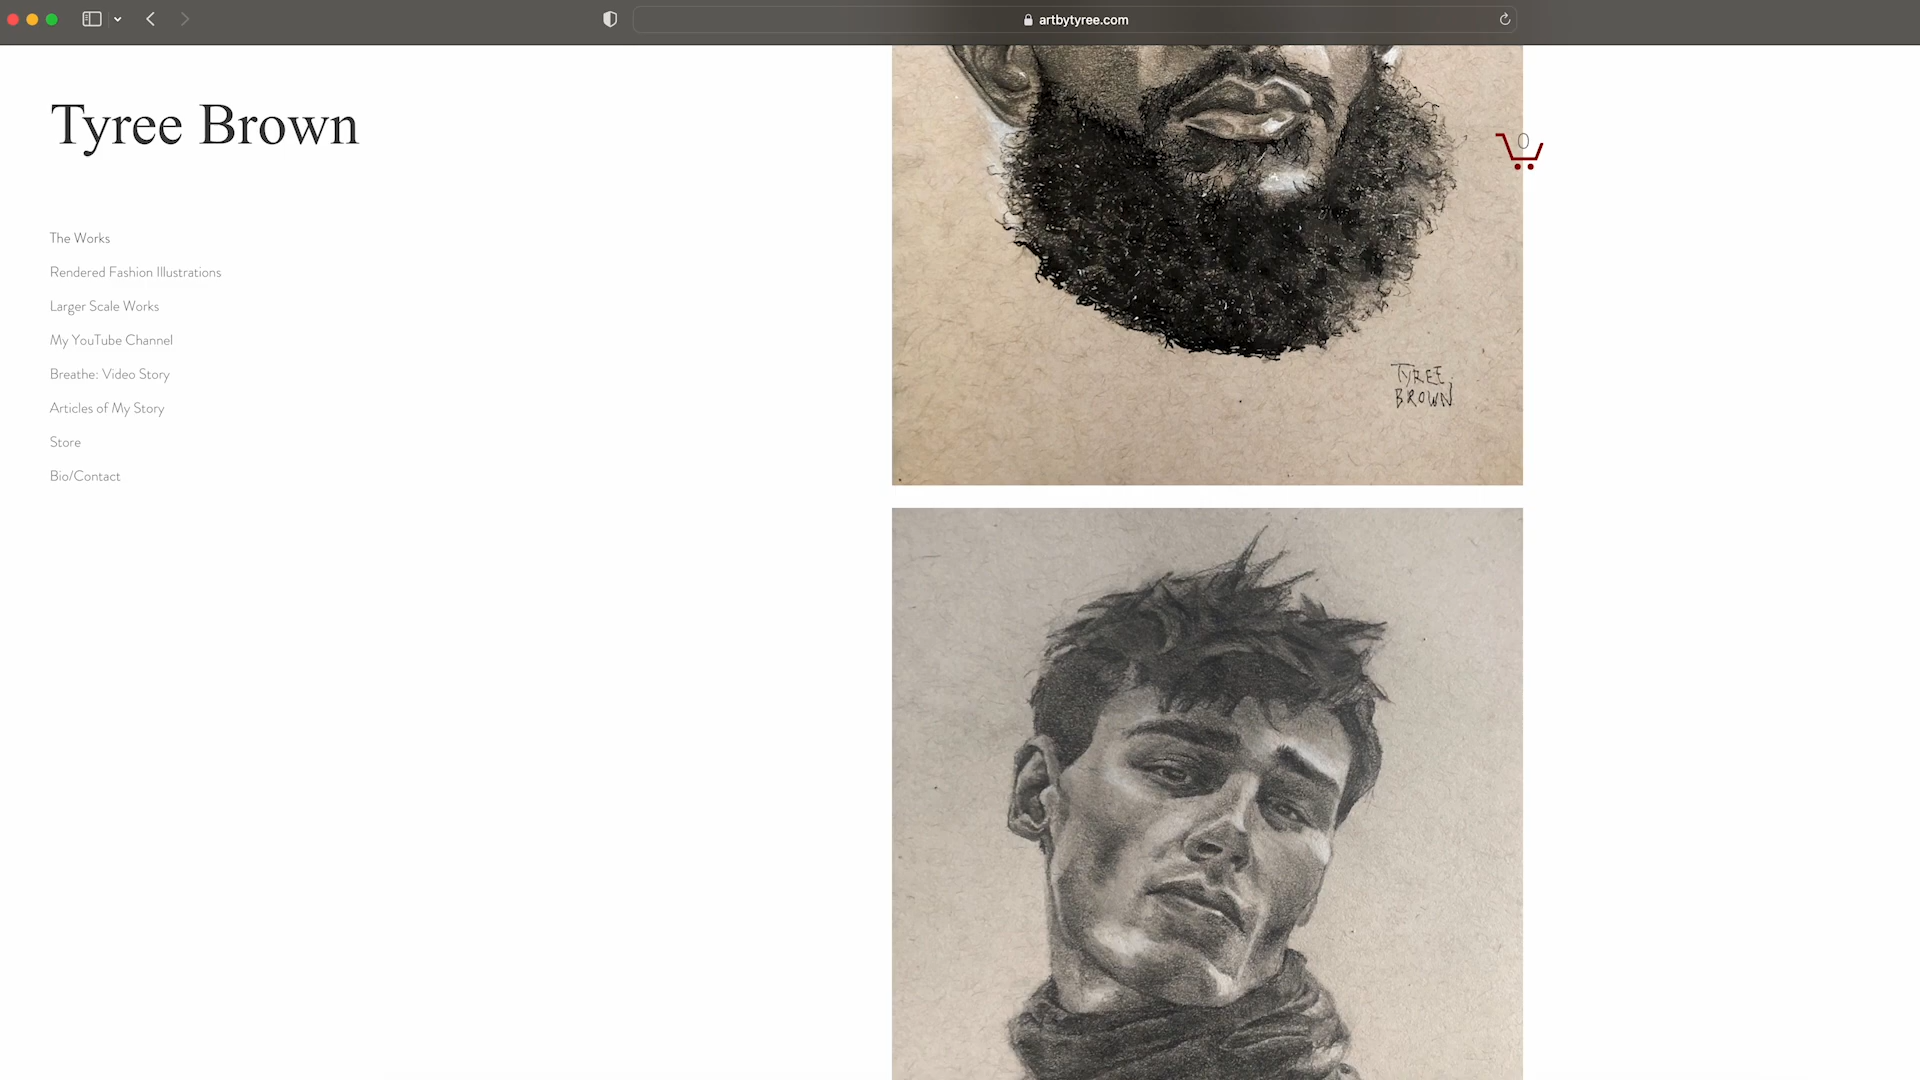 artbytyree.com
Tyree Brown
0
The Works
Rendered Fashion Illustrations
Larger Scale Works
My YouTube Channel
Breathe: Video Story
Articles of My Story
Store
Bio/Contact
TYREE
BROWN